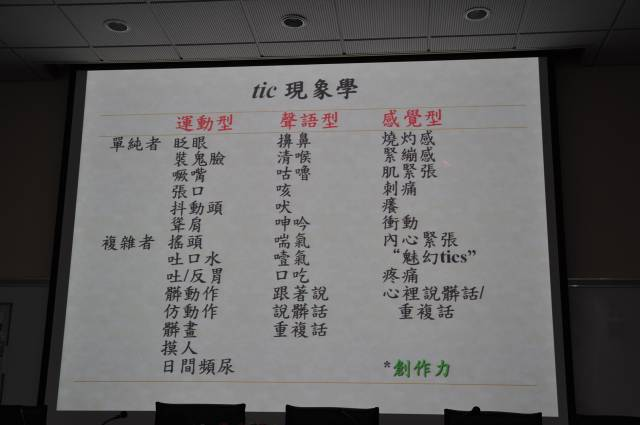 tic 現象學
運動型 聲語型 感覺型
單純者 眨眼 擤鼻 燒灼感
裝鬼臉 清喉 緊繃感
噘嘴 咕嚕 肌緊張
張口 咳 刺痛
抖動頭 吠 癢
聳肩 呻吟 衝動
複雜者 搖頭 喘氣 內心緊張
吐口水 噎氣 “魅幻tics”
吐/反胃 口吃 疼痛
髒動作 跟著說 心裡說髒話/
仿動作 說髒話 重複話
髒畫 重複話
摸人
日間頻尿 *創作力